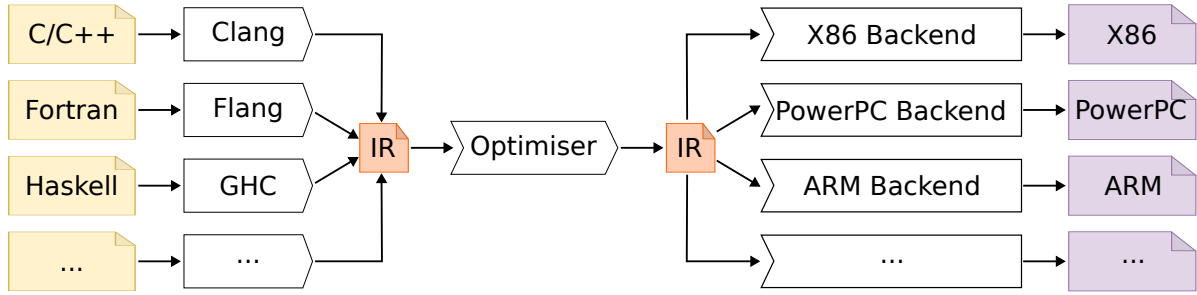 C/C++
Clang
X86 Backend
X86
Fortran
Flang
PowerPC Backend
PowerPC
IR
Optimiser
IR
Haskell
GHC
ARM Backend
ARM
...
...
...
...